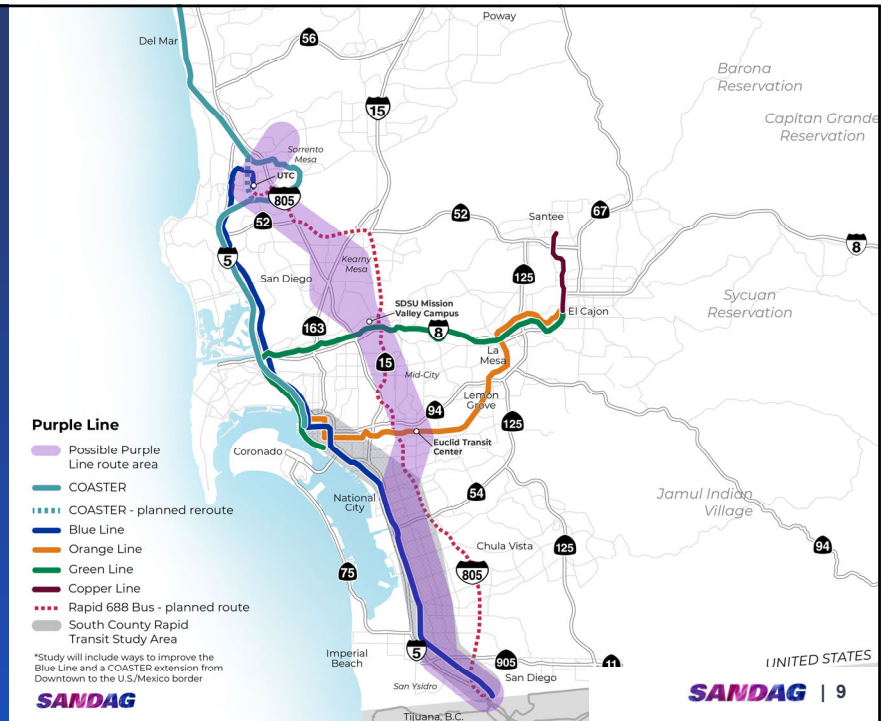 Poway
Del Mar
56
Barona
Reservation
15
Capitan Grande
Reservation
Sorrento
Mesa
UTC
805
52
52
Santee
67
8
5
Kearny
Mesa
San Diego
125
SDSU Mission
Valley Campus
El Cajon
Sycuan
Reservation
163
8
La
Mesa
15
Mid-City
Lemon
Grove
94
125
Euclid Transit
Center
Coronado
National
City
54
Jamul Indian
Village
Chula Vista
125
94
75
805
Imperial
Beach
5
905
11
UNITED STATES
San Ysidro
San Diego
Tijuana, B.C.
Purple Line
Possible Purple
Line route area
COASTER
COASTER - planned reroute
Blue Line
Orange Line
Green Line
Copper Line
Rapid 688 Bus - planned route
South County Rapid
Transit Study Area
*Study will include ways to improve the
Blue Line and a COASTER extension from
Downtown to the U.S./Mexico border
SANDAG
SANDAG | 9